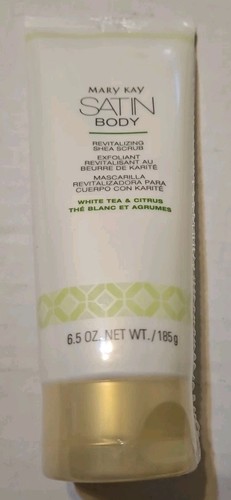 MARY KAY
SATIN
BODY
REVITALIZING
SHEA SCRUB
EXFOLIANT
REVITALISANT AU
BEURRE DE KARITÉ
MASCARILLA
REVITALIZADORA PARA
CUERPO CON KARITÉ
WHITE TEA & CITRUS
THÉ BLANC ET AGRUMES
6.5 OZ. NET WT./185g